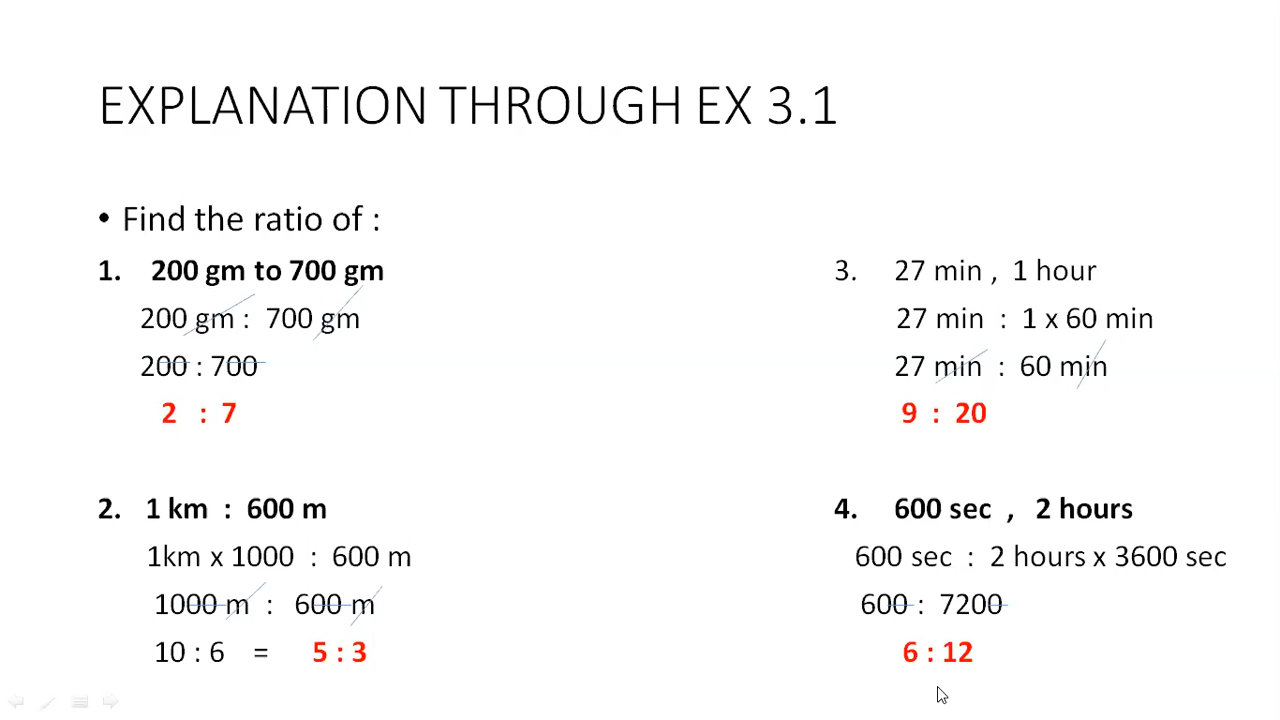 EXPLANATION THROUGH EX 3.1
• Find the ratio of :
1. 200 gm to 700 gm
200 gm : 700 gm
200 : 700
2 : 7
2. 1 km : 600 m
1km x 1000 : 600 m
1000 m : 600 m
10 : 6 = 5 : 3
3. 27 min , 1 hour
27 min : 1 x 60 min
27 min : 60 min
9 : 20
4. 600 sec , 2 hours
600 sec : 2 hours x 3600 sec
600 : 7200
6 : 12